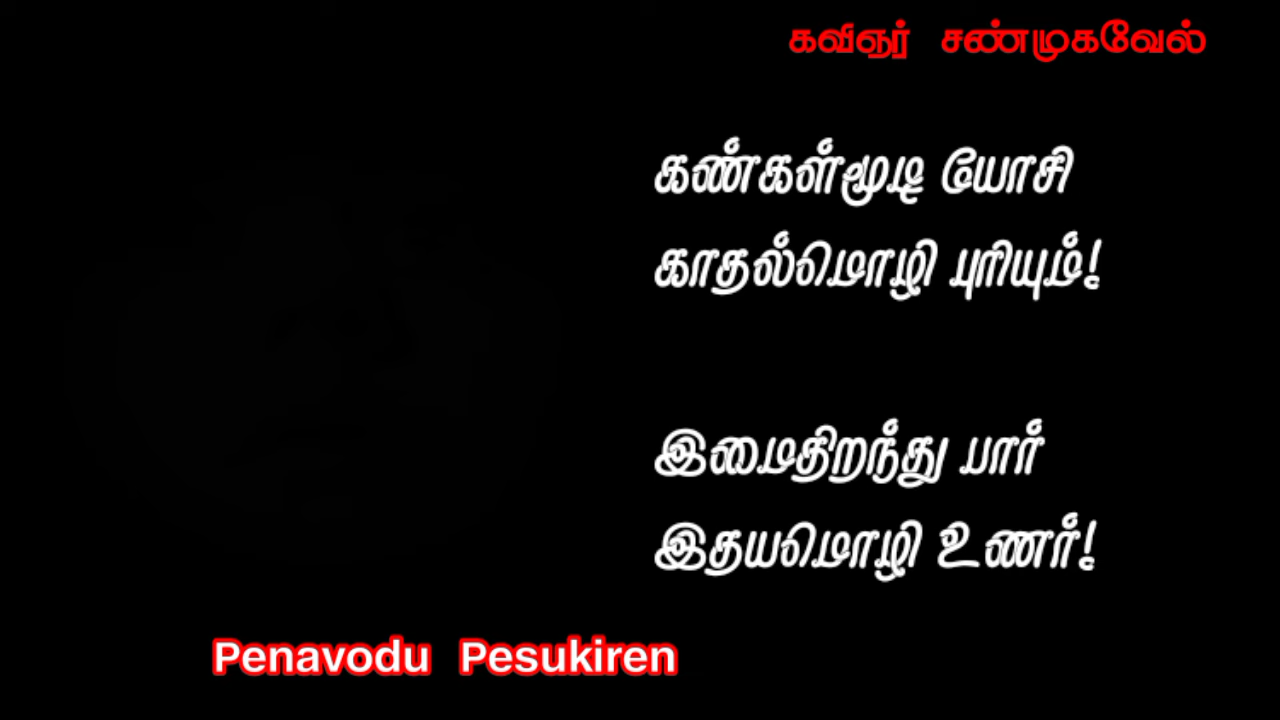 கவிஞர் சண்முகவேல்
கண்கள்மூடி யோசி
காதல்மொழி புரியும்!
இமைதிறந்து பார்
இதயமொழி உணர்!
Penavodu Pesukiren